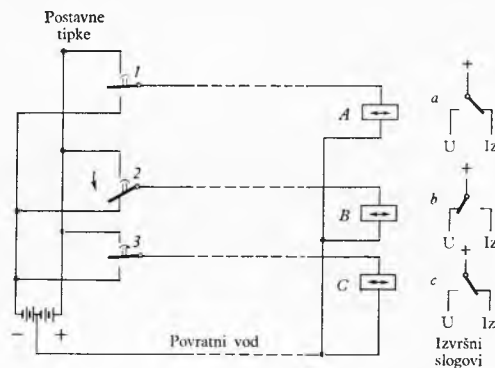 Postavne
tipke
1
A
a
+
U Iz
2
B
b
+
U Iz
3
C
c
+
U Iz
Izvršni
slogovi
− +
Povratni vod